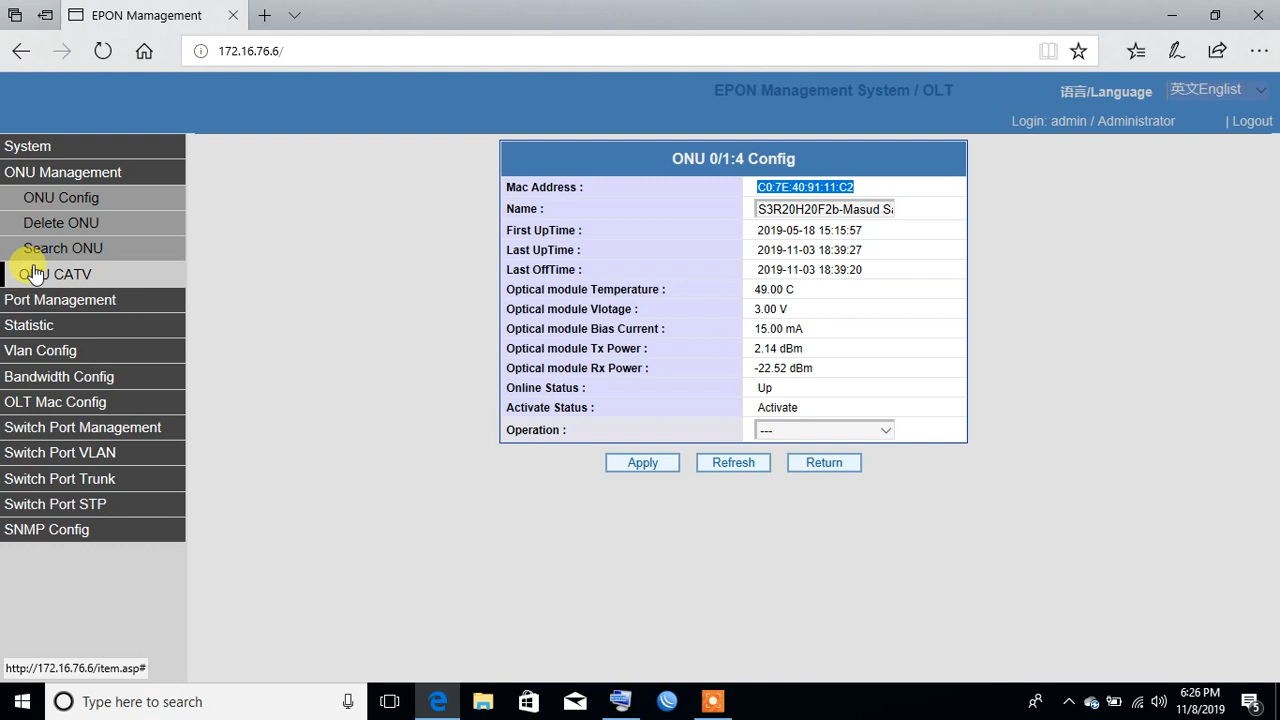 EPON Mamagement
172.16.76.6/
EPON Management System / OLT
语言/Language
英文Englist
Login: admin / Administrator
| Logout
System
ONU Management
ONU Config
Delete ONU
Search ONU
ONU CATV
Port Management
Statistic
Vlan Config
Bandwidth Config
OLT Mac Config
Switch Port Management
Switch Port VLAN
Switch Port Trunk
Switch Port STP
SNMP Config
ONU 0/1:4 Config
Mac Address : C0:7E:40:91:11:C2
Name : S3R20H20F2b-Masud Sa
First UpTime : 2019-05-18 15:15:57
Last UpTime : 2019-11-03 18:39:27
Last OffTime : 2019-11-03 18:39:20
Optical module Temperature : 49.00 C
Optical module Vlotage : 3.00 V
Optical module Bias Current : 15.00 mA
Optical module Tx Power : 2.14 dBm
Optical module Rx Power : -22.52 dBm
Online Status : Up
Activate Status : Activate
Operation : ---
Apply Refresh Return
http://172.16.76.6/item.asp#
Type here to search
6:26 PM
11/8/2019
5